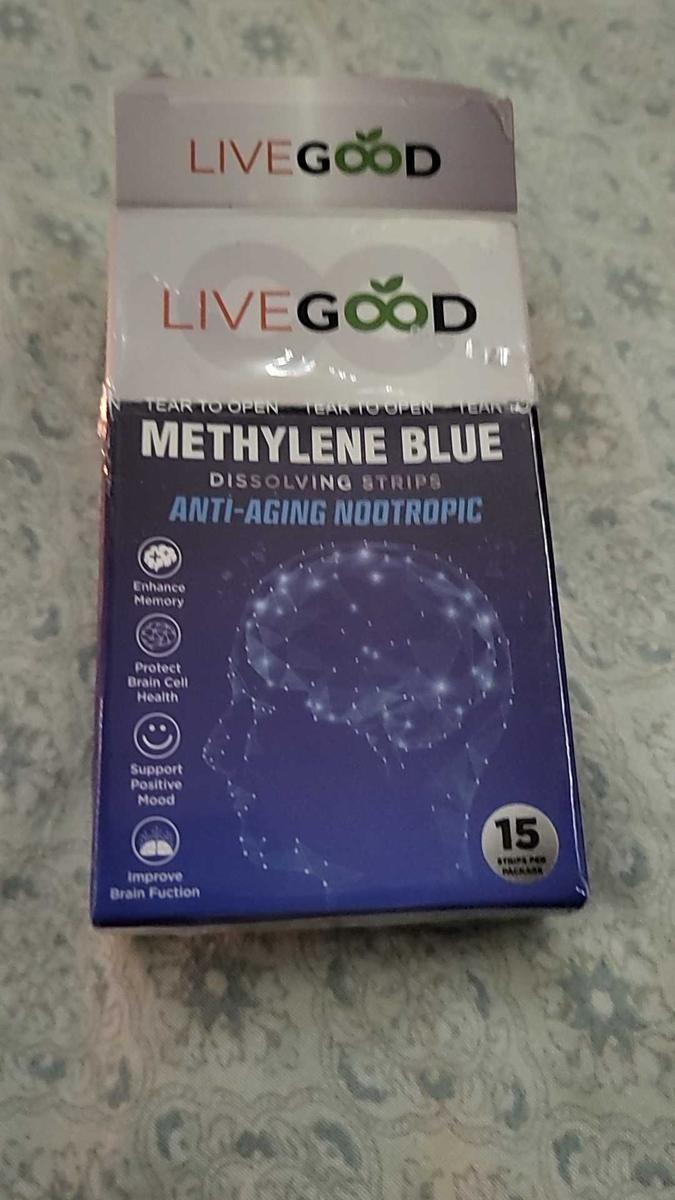 LIVEGOOD
LIVEGOOD
TEAR TO OPEN TEAR TO OPEN TEAR TO
METHYLENE BLUE
DISSOLVING STRIPS
ANTI-AGING NOOTROPIC
Enhance
Memory
Protect
Brain Cell
Health
Support
Positive
Mood
Improve
Brain Fuction
15
STRIPS PER
PACKAGE